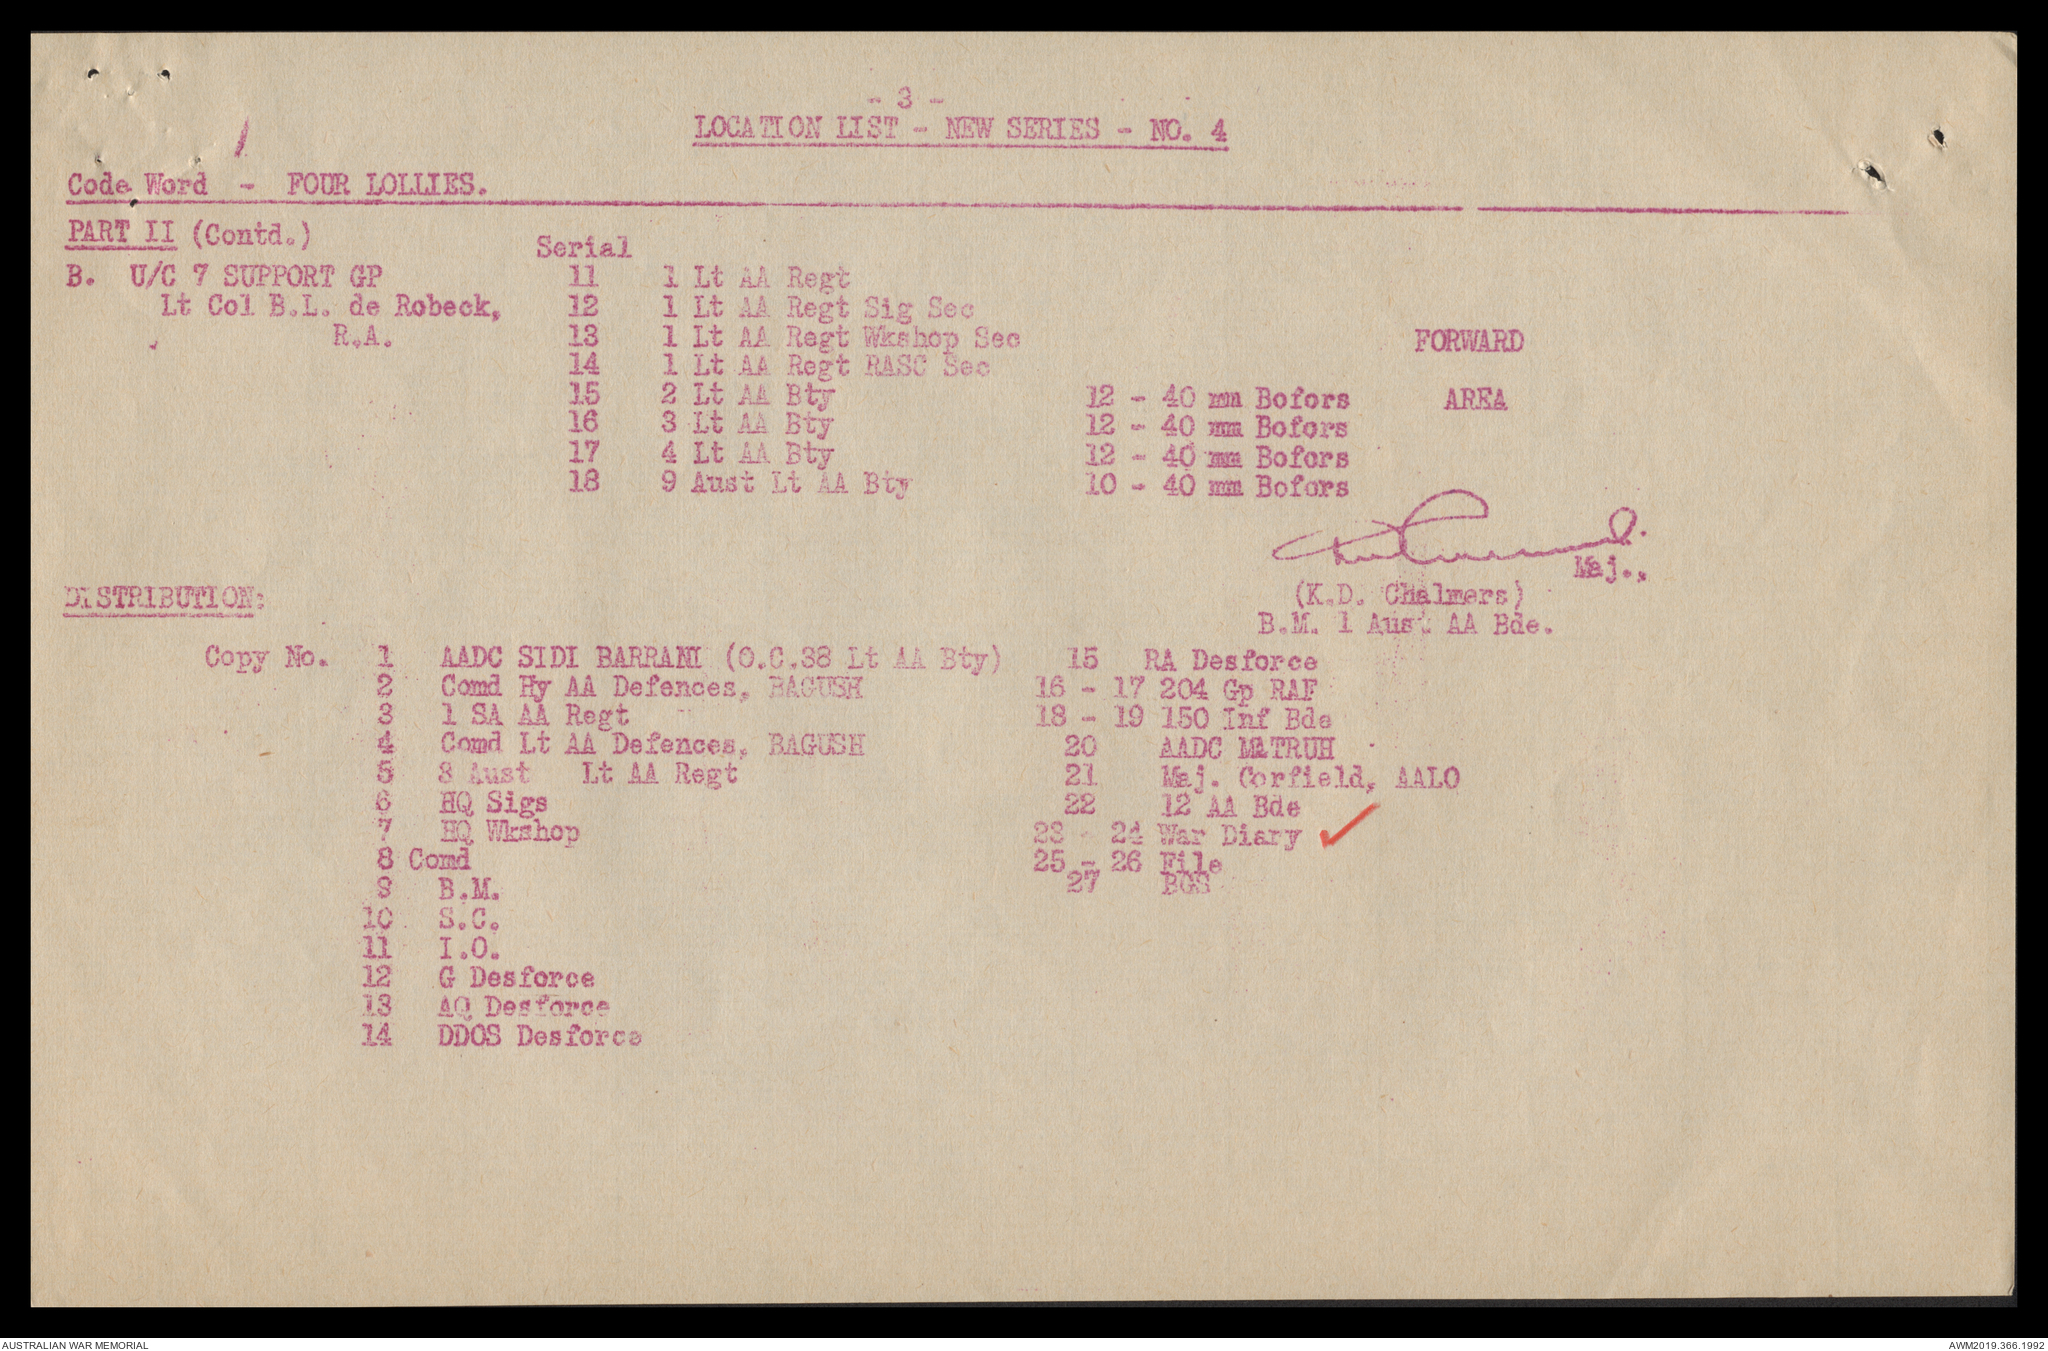 - 3 -
LOCATION LIST - NEW SERIES - NO. 4
Code Word - FOUR LOLLIES.
PART II (Contd.)
Serial
B. U/C 7 SUPPORT GP 11 1 Lt AA Regt
Lt Col B.L. de Robeck, 12 1 Lt AA Regt Sig Sec
R.A. 13 1 Lt AA Regt Wkshop Sec FORWARD
14 1 Lt AA Regt RASC Sec
15 2 Lt AA Bty 12 - 40 mm Bofors AREA
16 3 Lt AA Bty 12 - 40 mm Bofors
17 4 Lt AA Bty 12 - 40 mm Bofors
18 9 Aust Lt AA Bty 10 - 40 mm Bofors
Maj.,
(K.D. Chalmers)
B.M. 1 Aust AA Bde.
DISTRIBUTION:
Copy No. 1 AADC SIDI BARRANI (O.C.38 Lt AA Bty)
2 Comd Hy AA Defences, BAGUSH
3 1 SA AA Regt
4 Comd Lt AA Defences, BAGUSH
5 3 Aust Lt AA Regt
6 HQ Sigs
7 HQ Wkshop
8 Comd
9 B.M.
10 S.C.
11 I.O.
12 G Desforce
13 AQ Desforce
14 DDOS Desforce
15 RA Desforce
16 - 17 204 Gp RAF
18 - 19 150 Inf Bde
20 AADC MATRUH
21 Maj. Corfield, AALO
22 12 AA Bde
23 - 24 War Diary
25 - 26 File
27 BGS
AUSTRALIAN WAR MEMORIAL
AWM2019.366.1992